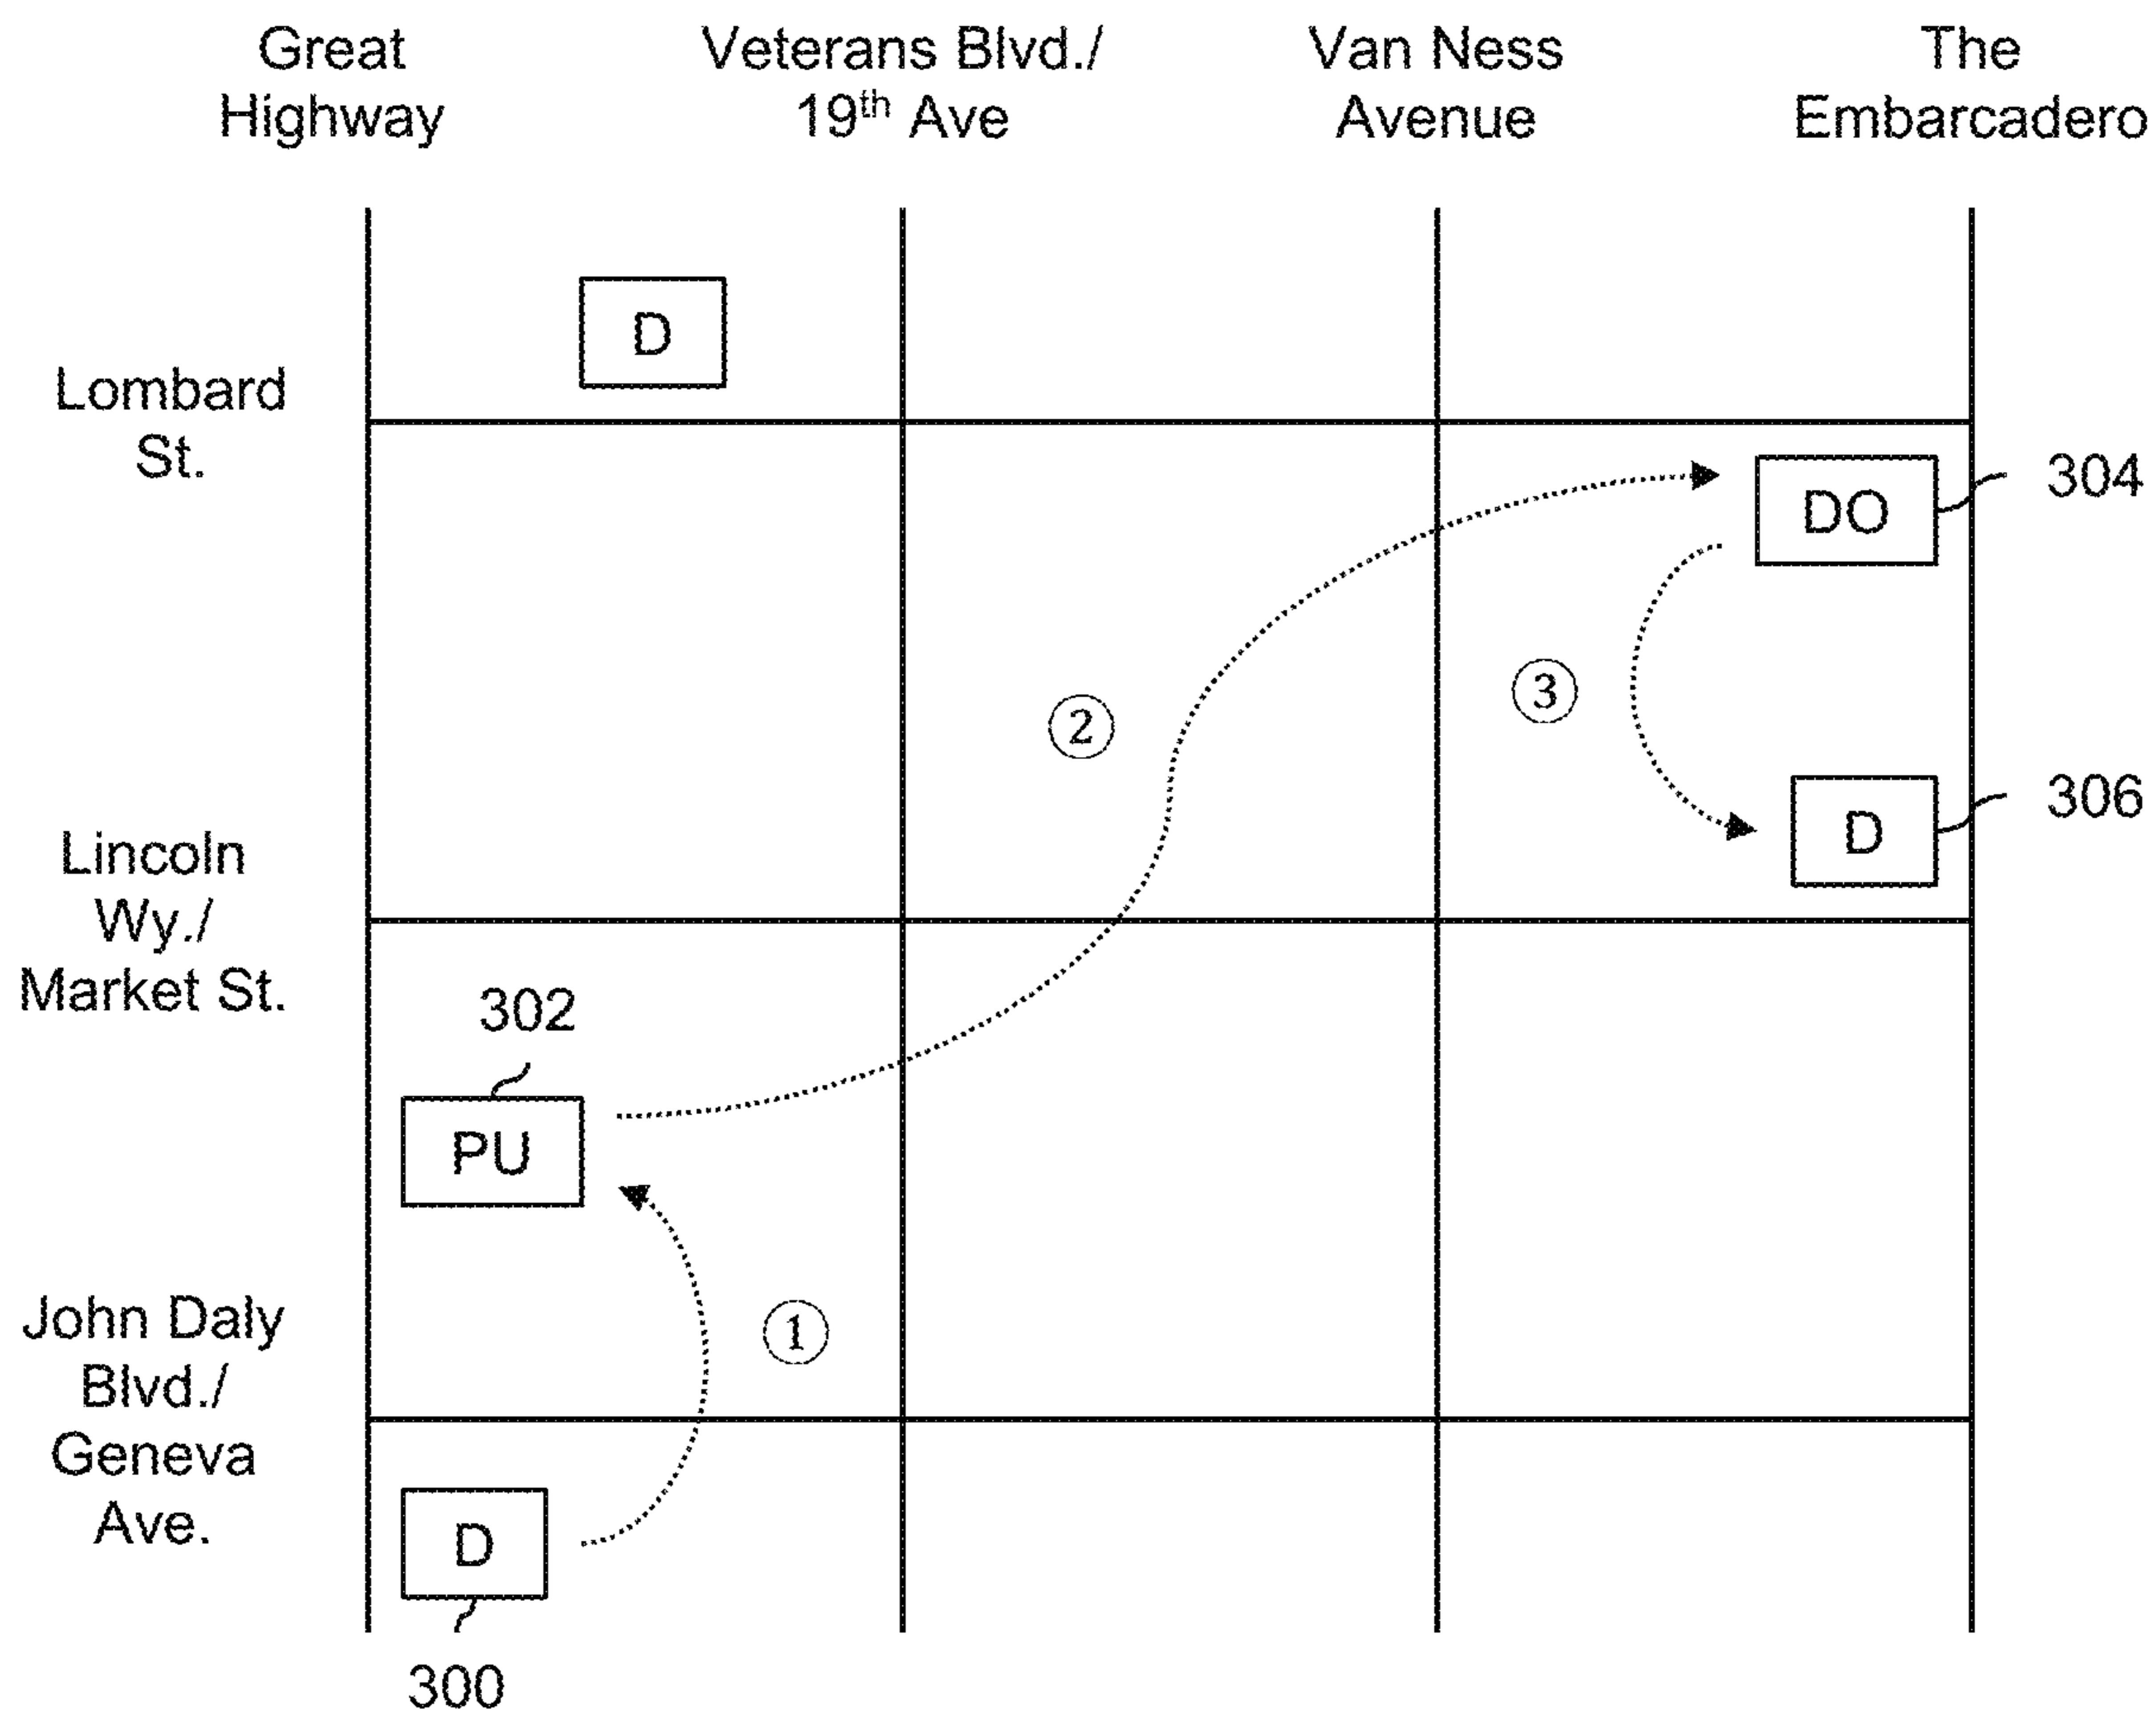 Great
Highway
Veterans Blvd./
19th Ave
Van Ness
Avenue
The
Embarcadero
D
Lombard
St.
DO
304
②
③
D
306
Lincoln
Wy./
Market St.
302
PU
①
John Daly
Blvd./
Geneva
Ave.
D
300